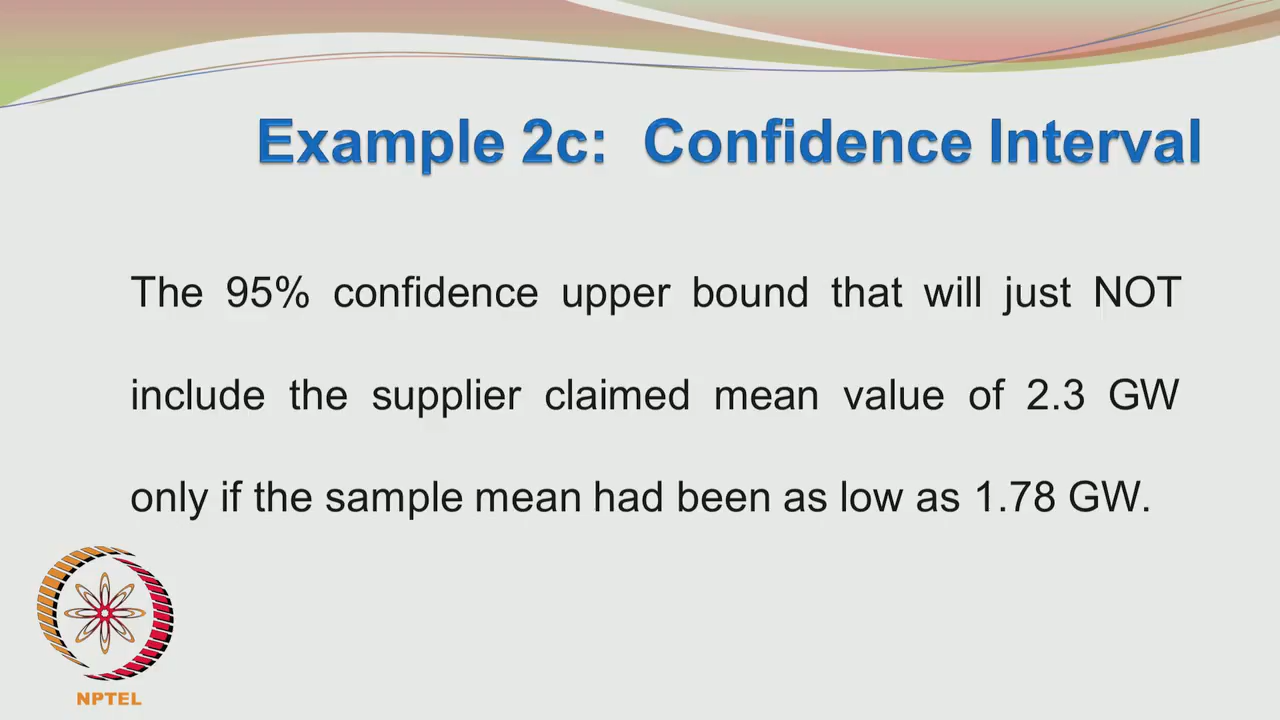 Example 2c: Confidence Interval
The 95% confidence upper bound that will just NOT
include the supplier claimed mean value of 2.3 GW
only if the sample mean had been as low as 1.78 GW.
NPTEL